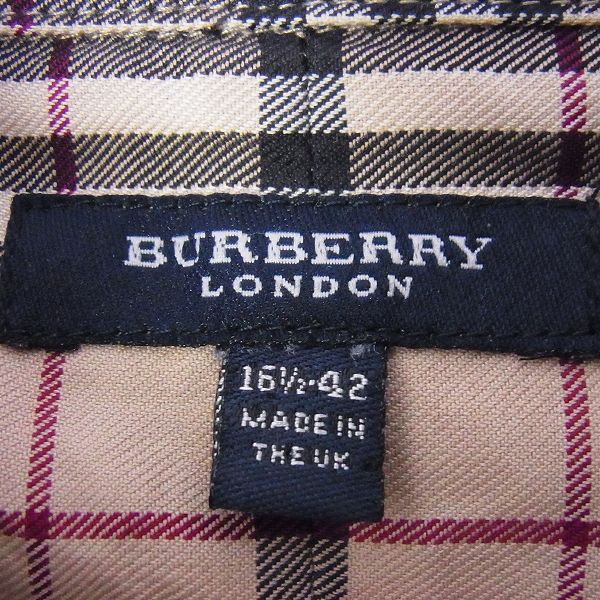 BURBERRY
LONDON
16½-42
MADE IN
THE UK